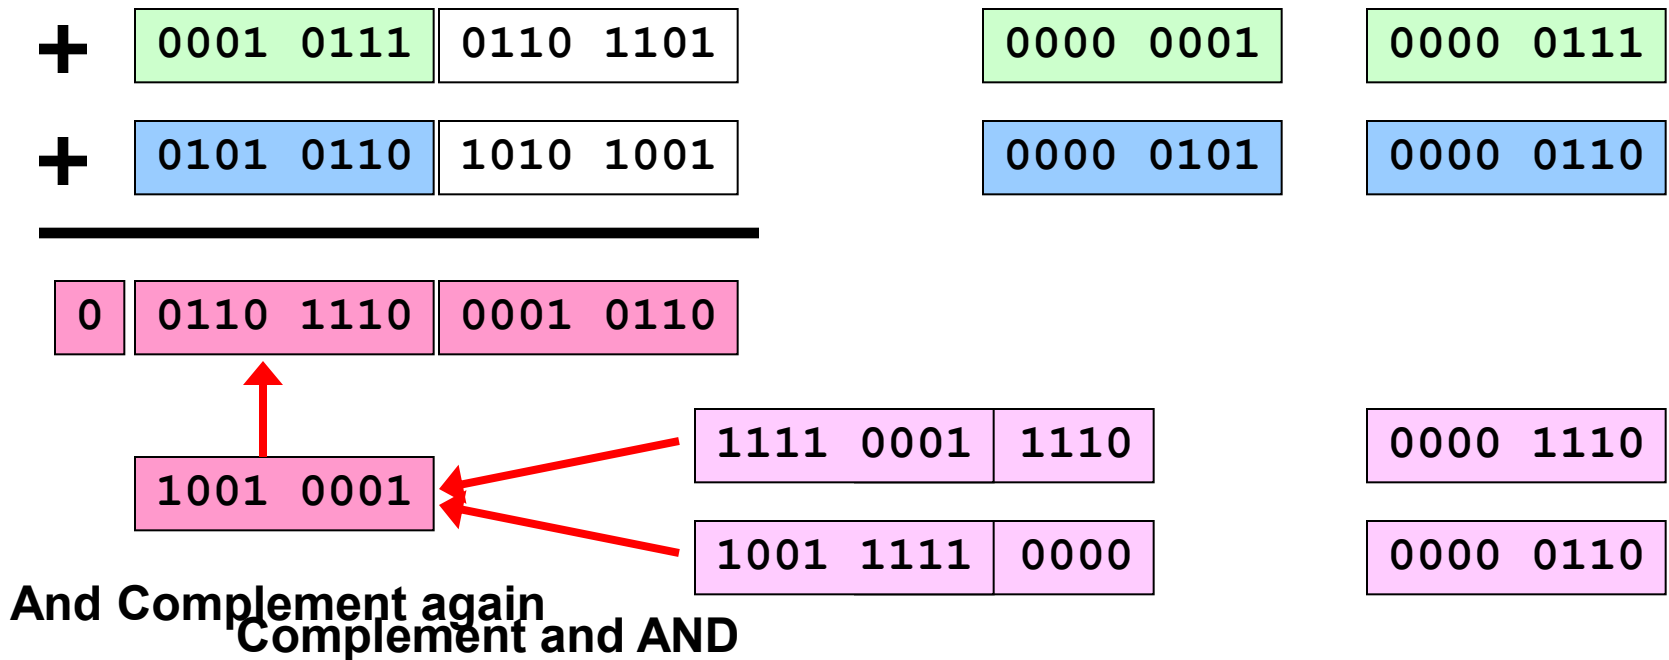 + 0001 0111 0110 1101 0000 0001 0000 0111
+ 0101 0110 1010 1001 0000 0101 0000 0110
0 0110 1110 0001 0110
1111 0001 1110 0000 1110
1001 0001
1001 1111 0000 0000 0110
And Complement again
Complement and AND